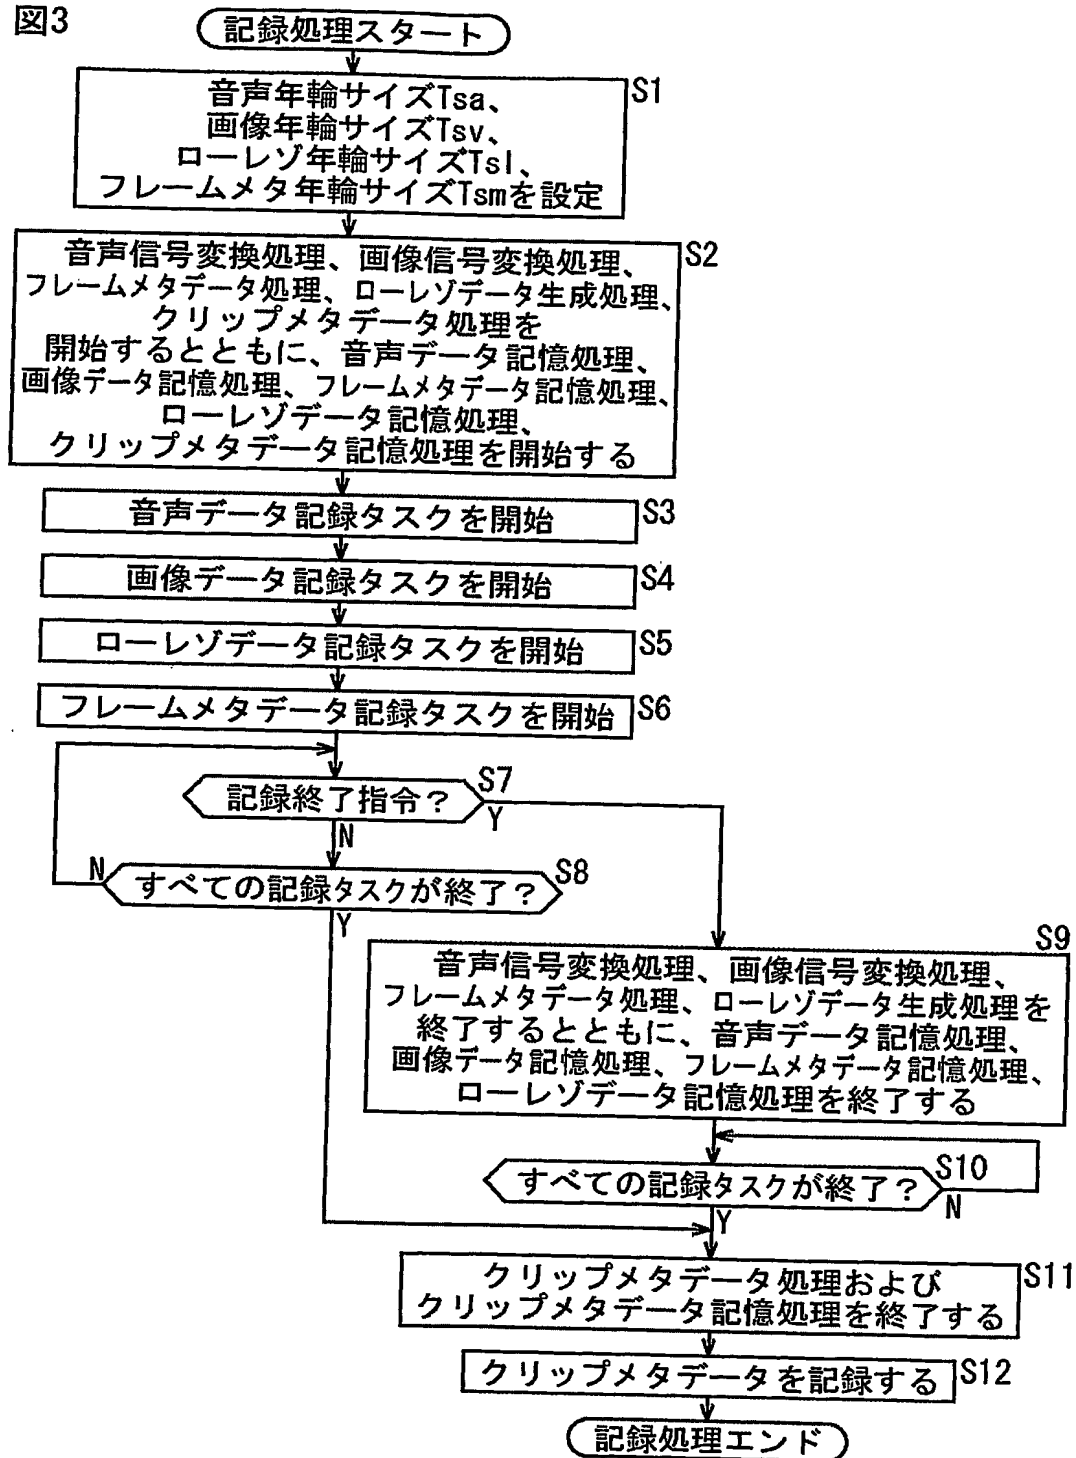 図3
記録処理スタート
S1
音声年輪サイズTsa、
画像年輪サイズTsv、
ローレゾ年輪サイズTsl、
フレームメタ年輪サイズTsmを設定
S2
音声信号変換処理、画像信号変換処理、
フレームメタデータ処理、ローレゾデータ生成処理、
クリップメタデータ処理を
開始するとともに、音声データ記憶処理、
画像データ記憶処理、フレームメタデータ記憶処理、
ローレゾデータ記憶処理、
クリップメタデータ記憶処理を開始する
音声データ記録タスクを開始 S3
画像データ記録タスクを開始 S4
ローレゾデータ記録タスクを開始 S5
フレームメタデータ記録タスクを開始 S6
記録終了指令? S7
Y
N
N
すべての記録タスクが終了? S8
Y
S9
音声信号変換処理、画像信号変換処理、
フレームメタデータ処理、ローレゾデータ生成処理を
終了するとともに、音声データ記憶処理、
画像データ記憶処理、フレームメタデータ記憶処理、
ローレゾデータ記憶処理を終了する
すべての記録タスクが終了? S10
N
Y
S11
クリップメタデータ処理および
クリップメタデータ記憶処理を終了する
クリップメタデータを記録する S12
記録処理エンド